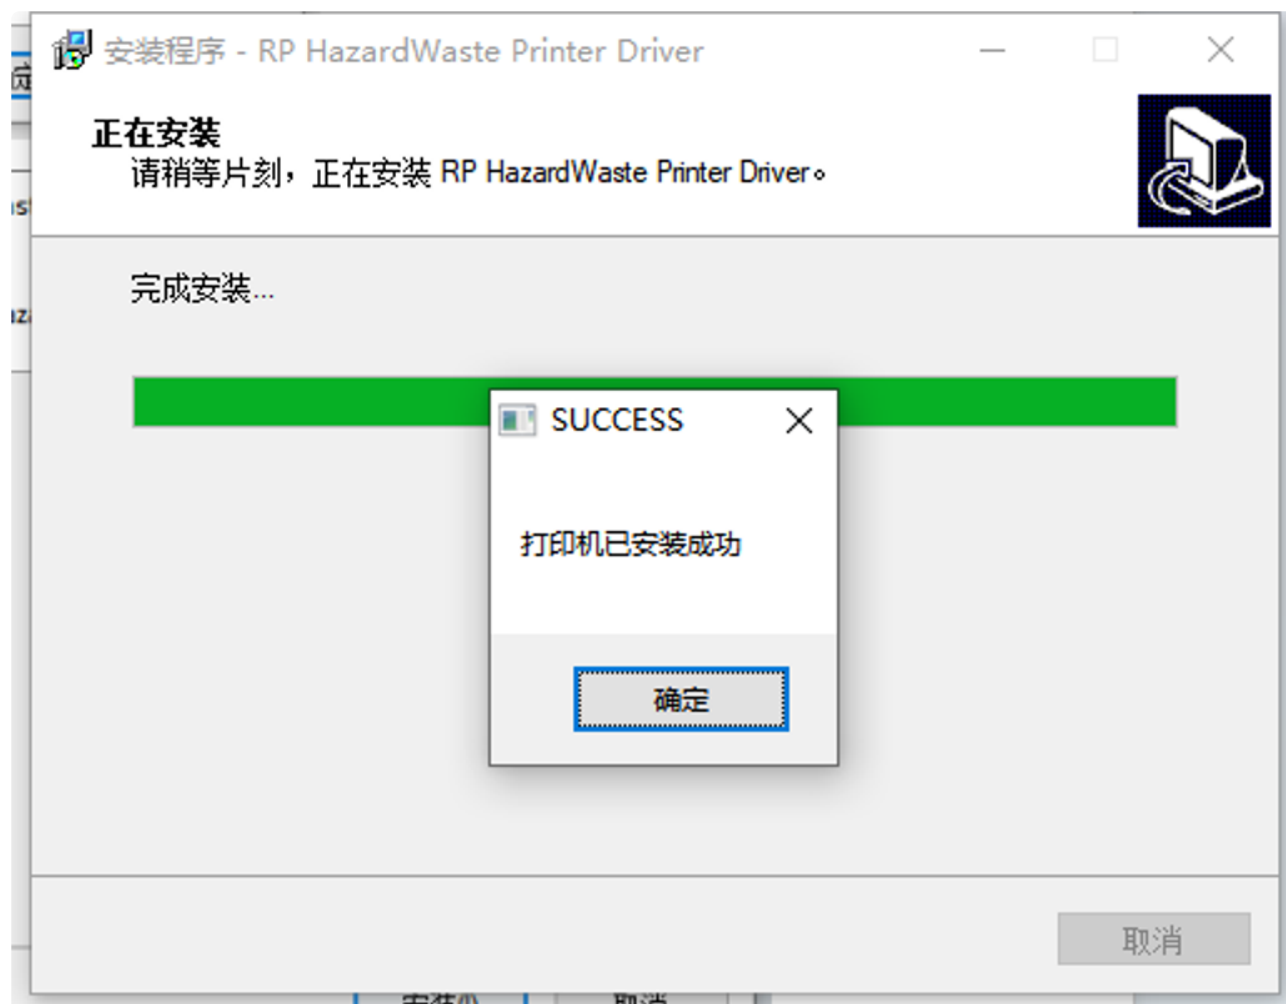 安装程序 - RP HazardWaste Printer Driver
正在安装
请稍等片刻，正在安装 RP HazardWaste Printer Driver。
完成安装...
SUCCESS
打印机已安装成功
确定
取消
取消